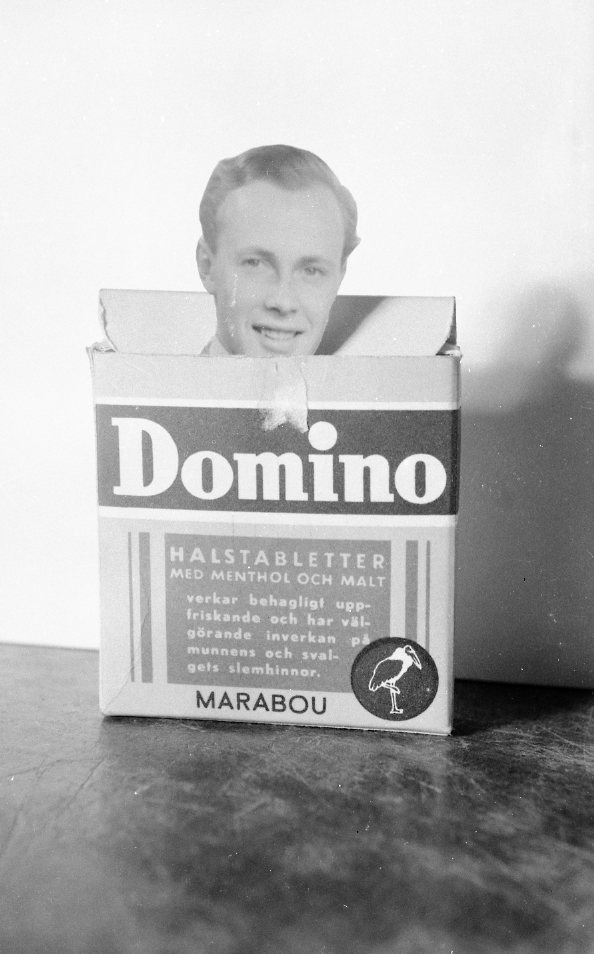 Domino
HALSTABLETTER
MED MENTHOL OCH MALT
verkar behagligt upp-
friskande och har väl-
görande inverkan på
munnens och sval-
gets slemhinnor.
MARABOU